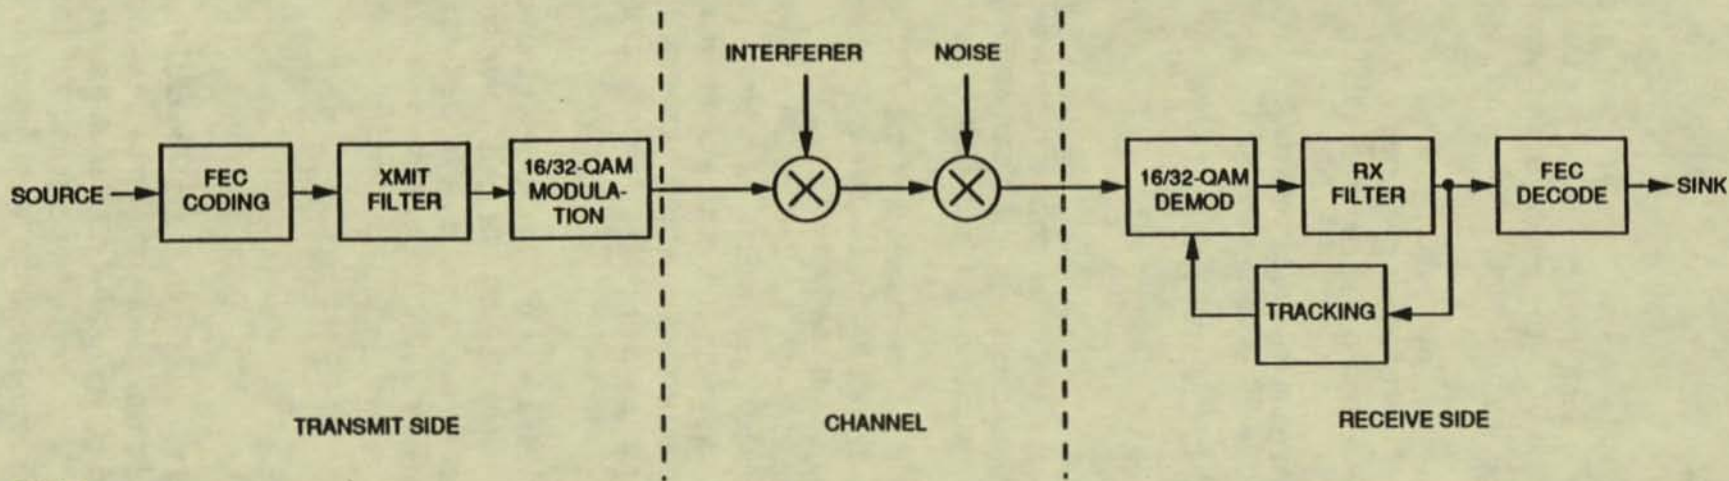 INTERFERER
NOISE
SOURCE
FEC
CODING
XMIT
FILTER
16/32-QAM
MODULA-
TION
16/32-QAM
DEMOD
RX
FILTER
FEC
DECODE
SINK
TRACKING
TRANSMIT SIDE
CHANNEL
RECEIVE SIDE